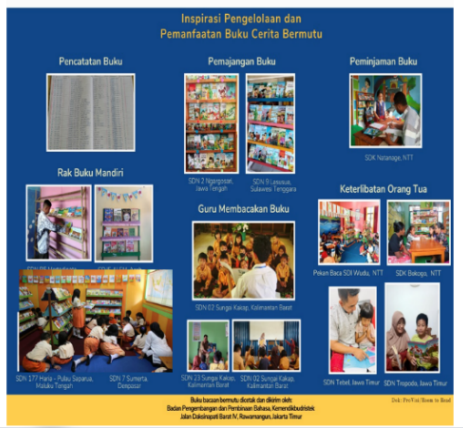 Inspirasi Pengelolaan dan
Pemanfaatan Buku Cerita Bermutu
Pencatatan Buku
Pemajangan Buku
Peminjaman Buku
SDN 2 Ngargosari,
Jawa Tengah
SDN 9 Lawawoi,
Sulawesi Tenggara
SDK Natanage, NTT
Rak Buku Mandiri
Guru Membacakan Buku
Keterlibatan Orang Tua
SDN 02 Sungai Kakap, Kalimantan Barat
Pekan Baca SDI Wudu, NTT
SDK Bekogo, NTT
SDN 177 Haria - Pulau Saparua,
Maluku Tengah
SDN 7 Sumerta,
Denpasar
SDN 23 Sungai Kakap,
Kalimantan Barat
SDN 02 Sungai Kakap,
Kalimantan Barat
SDN Tebel, Jawa Timur
SDN Tropodo, Jawa Timur
Buku bacaan bermutu dicetak dan dikirim oleh:
Badan Pengembangan dan Pembinaan Bahasa, Kemendikbudristek
Jalan Daksinapati Barat IV, Rawamangun, Jakarta Timur